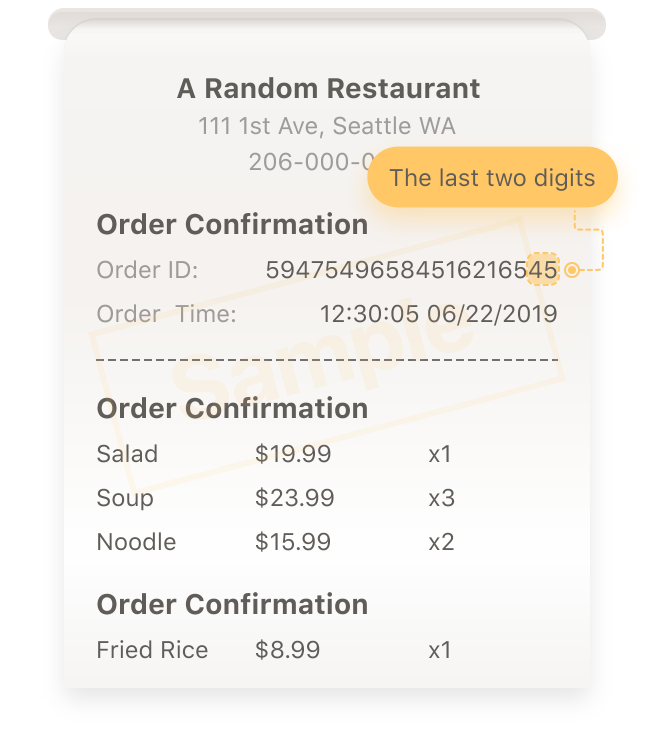 A Random Restaurant
111 1st Ave, Seattle WA
206-000-0
The last two digits
Order Confirmation
Order ID: 59475496584516216545
Order Time: 12:30:05 06/22/2019
Sample
Order Confirmation
Salad $19.99 x1
Soup $23.99 x3
Noodle $15.99 x2
Order Confirmation
Fried Rice $8.99 x1